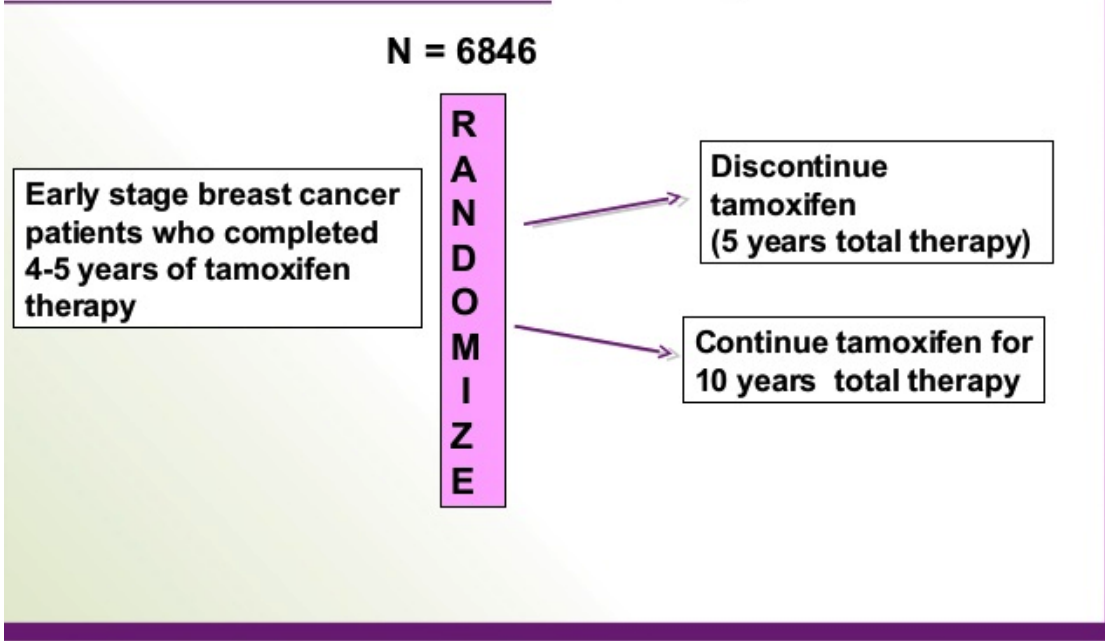 N = 6846
Early stage breast cancer
patients who completed
4-5 years of tamoxifen
therapy
R
A
N
D
O
M
I
Z
E
Discontinue
tamoxifen
(5 years total therapy)
Continue tamoxifen for
10 years  total therapy